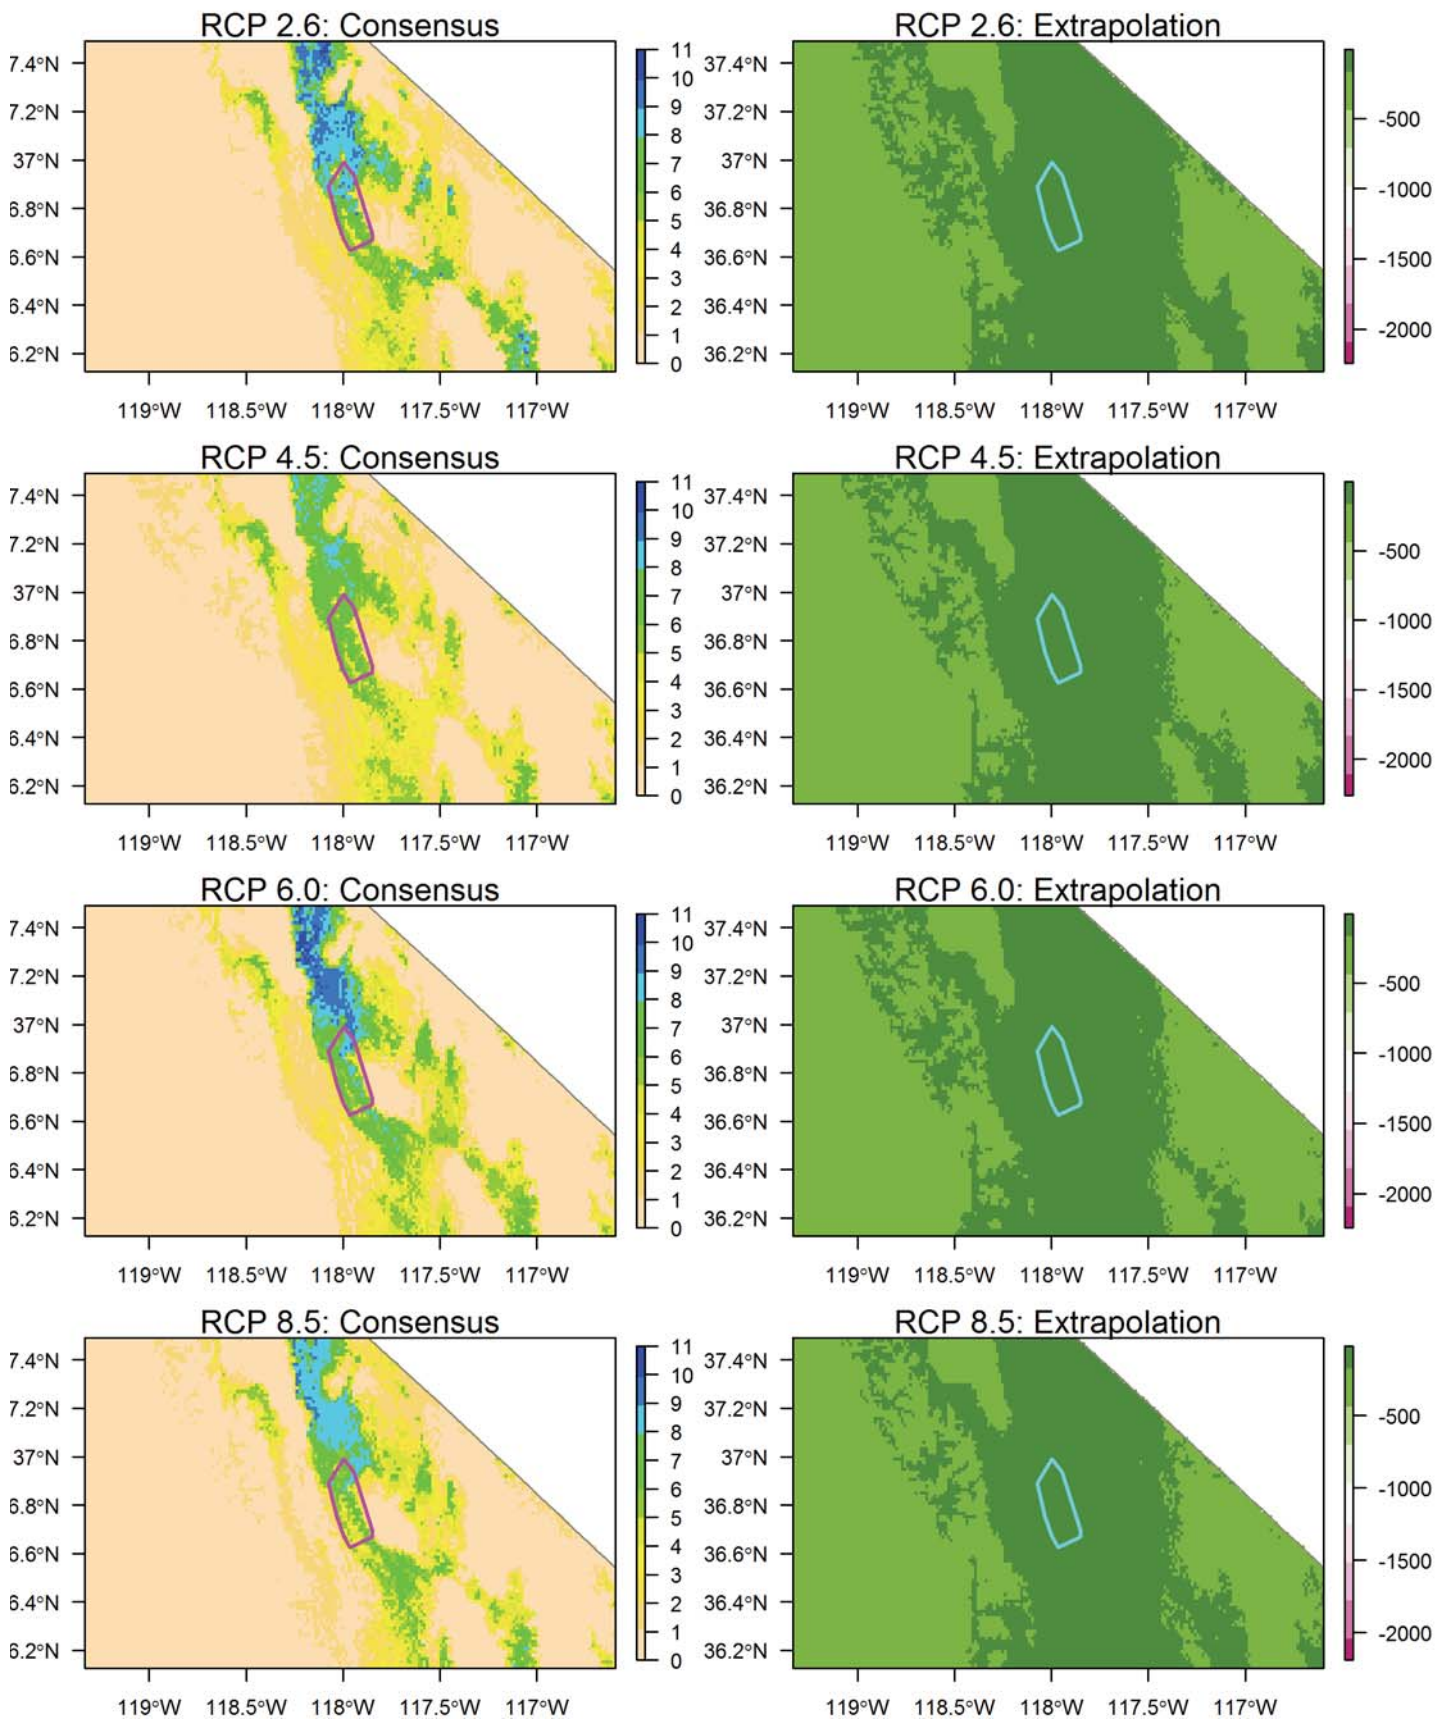 RCP 2.6: Consensus
7.4°N
7.2°N
37°N
6.8°N
6.6°N
6.4°N
6.2°N
119°W 118.5°W 118°W 117.5°W 117°W
11
10
9
8
7
6
5
4
3
2
1
0
RCP 2.6: Extrapolation
37.4°N
37.2°N
37°N
36.8°N
36.6°N
36.4°N
36.2°N
119°W 118.5°W 118°W 117.5°W 117°W
-500
-1000
-1500
-2000
RCP 4.5: Consensus
7.4°N
7.2°N
37°N
6.8°N
6.6°N
6.4°N
6.2°N
119°W 118.5°W 118°W 117.5°W 117°W
11
10
9
8
7
6
5
4
3
2
1
0
RCP 4.5: Extrapolation
37.4°N
37.2°N
37°N
36.8°N
36.6°N
36.4°N
36.2°N
119°W 118.5°W 118°W 117.5°W 117°W
-500
-1000
-1500
-2000
RCP 6.0: Consensus
7.4°N
7.2°N
37°N
6.8°N
6.6°N
6.4°N
6.2°N
119°W 118.5°W 118°W 117.5°W 117°W
11
10
9
8
7
6
5
4
3
2
1
0
RCP 6.0: Extrapolation
37.4°N
37.2°N
37°N
36.8°N
36.6°N
36.4°N
36.2°N
119°W 118.5°W 118°W 117.5°W 117°W
-500
-1000
-1500
-2000
RCP 8.5: Consensus
7.4°N
7.2°N
37°N
6.8°N
6.6°N
6.4°N
6.2°N
119°W 118.5°W 118°W 117.5°W 117°W
11
10
9
8
7
6
5
4
3
2
1
0
RCP 8.5: Extrapolation
37.4°N
37.2°N
37°N
36.8°N
36.6°N
36.4°N
36.2°N
119°W 118.5°W 118°W 117.5°W 117°W
-500
-1000
-1500
-2000